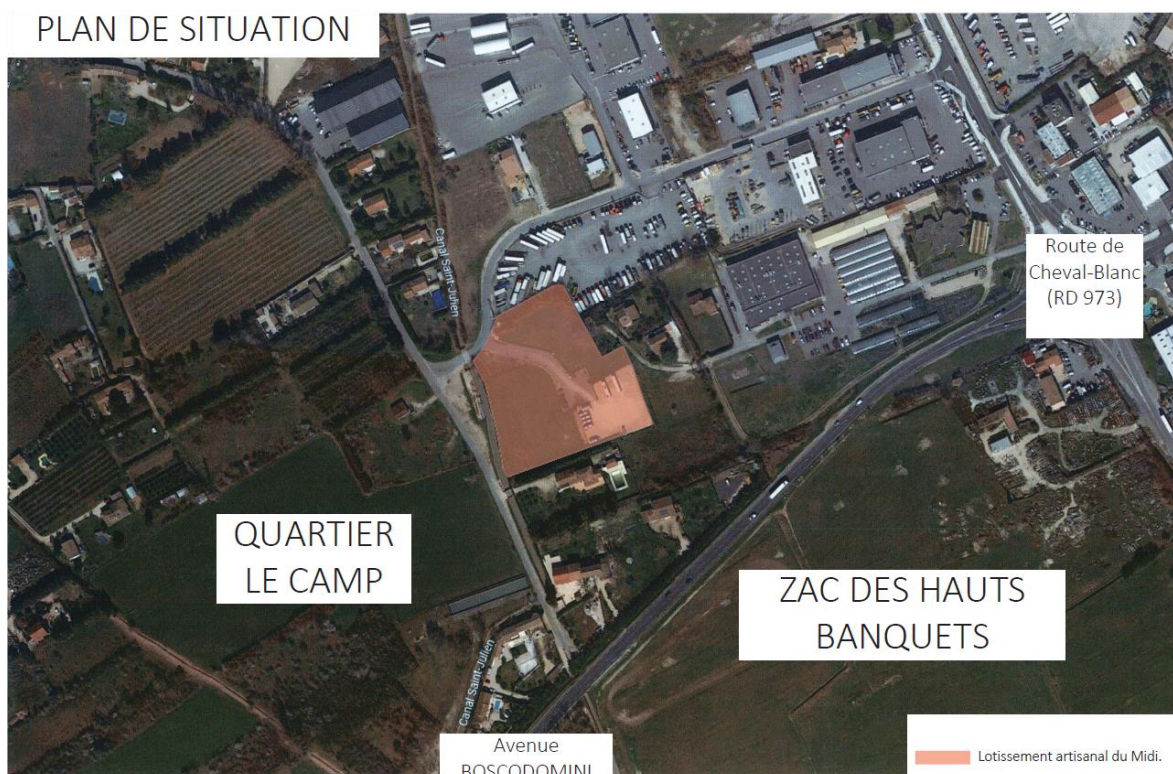 PLAN DE SITUATION
Canal Saint-Julien
Route de
Cheval-Blanc
(RD 973)
QUARTIER
LE CAMP
ZAC DES HAUTS
BANQUETS
Canal Saint-Julien
Avenue
BOSCODOMINI
Lotissement artisanal du Midi.